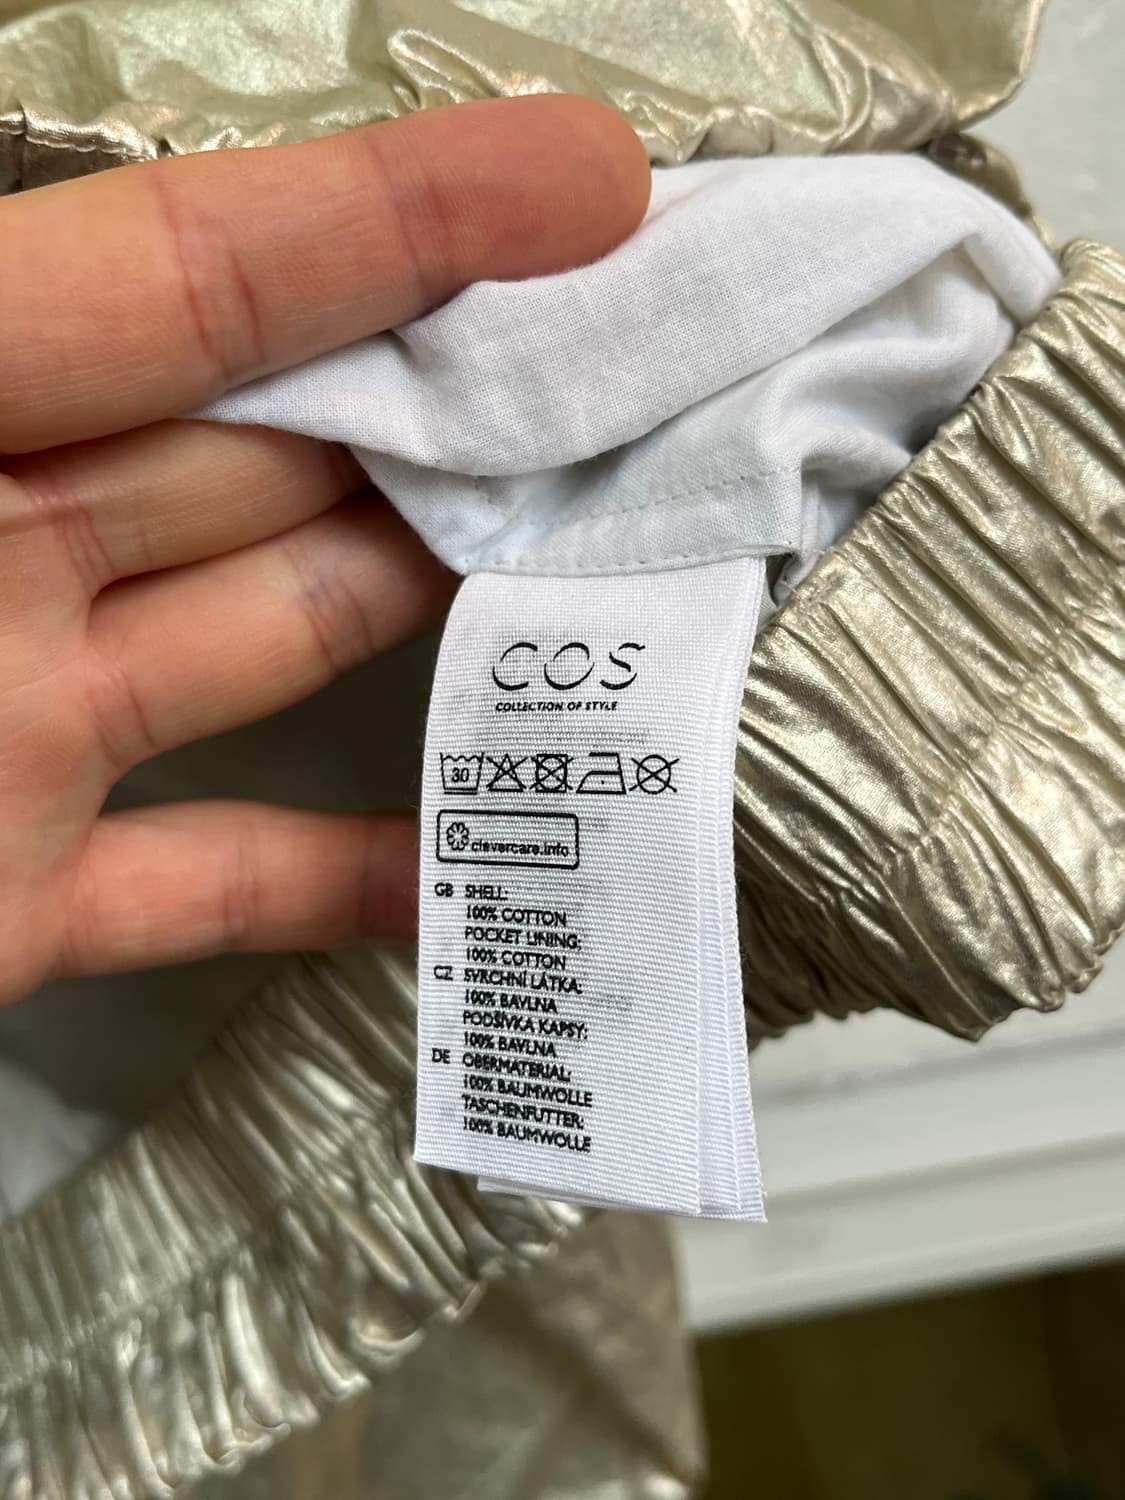 COS
COLLECTION OF STYLE
30
clevercare.info
GB SHELL:
100% COTTON
POCKET LINING:
100% COTTON
CZ SVRCHNÍ LÁTKA:
100% BAVLNA
PODŠÍVKA KAPSY:
100% BAVLNA
DE OBERMATERIAL:
100% BAUMWOLLE
TASCHENFUTTER:
100% BAUMWOLLE